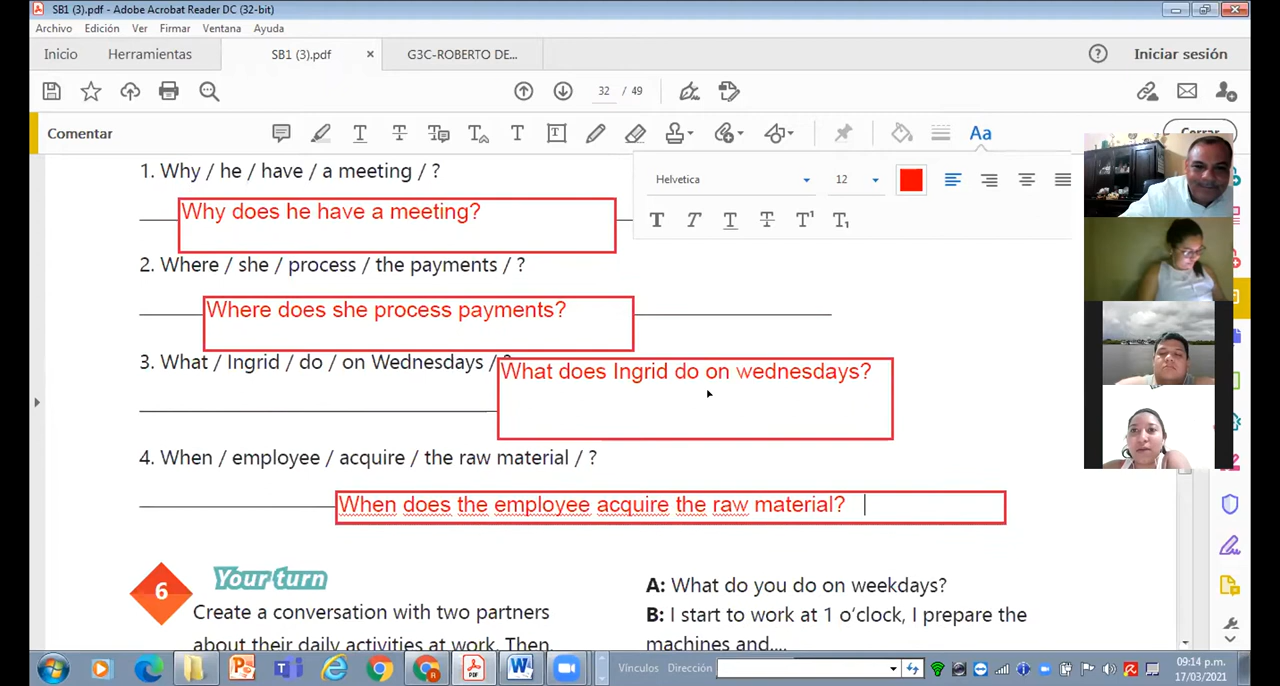 SB1 (3).pdf - Adobe Acrobat Reader DC (32-bit)
Archivo Edición Ver Firmar Ventana Ayuda
Inicio Herramientas SB1 (3).pdf × G3C-ROBERTO DE... ? Iniciar sesión
32 / 49
Comentar Aa Cerrar
1. Why / he / have / a meeting / ?
Helvetica 12
Why does he have a meeting?
T T T T T¹ T₁
2. Where / she / process / the payments / ?
Where does she process payments?
3. What / Ingrid / do / on Wednesdays / ?
What does Ingrid do on wednesdays?
4. When / employee / acquire / the raw material / ?
When does the employee acquire the raw material?
6 Your turn
Create a conversation with two partners
about their daily activities at work. Then,
A: What do you do on weekdays?
B: I start to work at 1 o'clock, I prepare the
machines and....
Vínculos Dirección
09:14 p.m.
17/03/2021